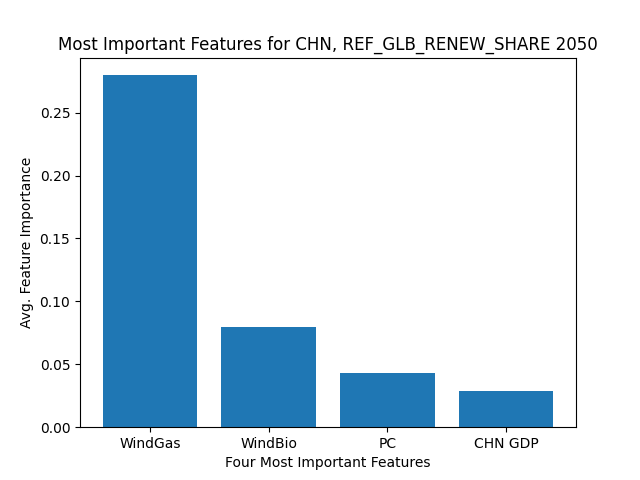 Most Important Features for CHN, REF_GLB_RENEW_SHARE 2050
Avg. Feature Importance
0.25
0.20
0.15
0.10
0.05
0.00
WindGas WindBio PC CHN GDP
Four Most Important Features